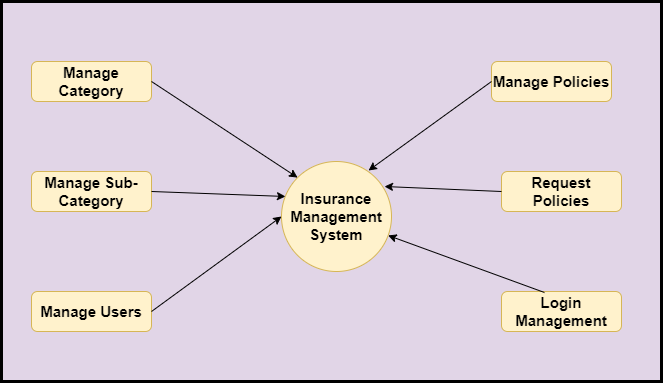 Manage
Category
Manage Policies
Manage Sub-
Category
Insurance
Management
System
Request
Policies
Manage Users
Login
Management